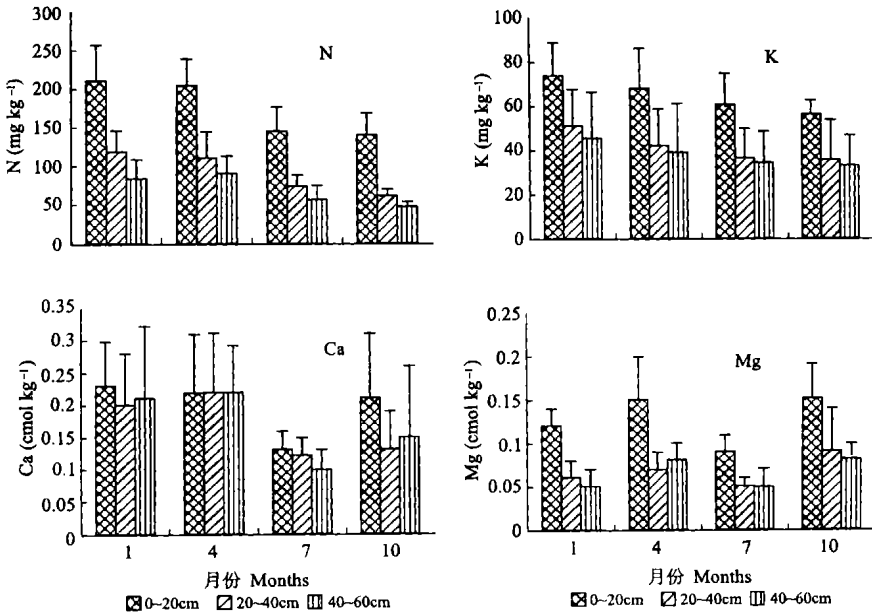 300
250
200
150
100
50
0
N (mg kg⁻¹)
N
100
80
60
40
20
0
K (mg kg⁻¹)
K
0.35
0.3
0.25
0.2
0.15
0.1
0.05
0
Ca (cmol kg⁻¹)
Ca
1 4 7 10
月份 Months
0~20cm 20~40cm 40~60cm
0.25
0.2
0.15
0.1
0.05
0
Mg (cmol kg⁻¹)
Mg
1 4 7 10
月份 Months
0~20cm 20~40cm 40~60cm